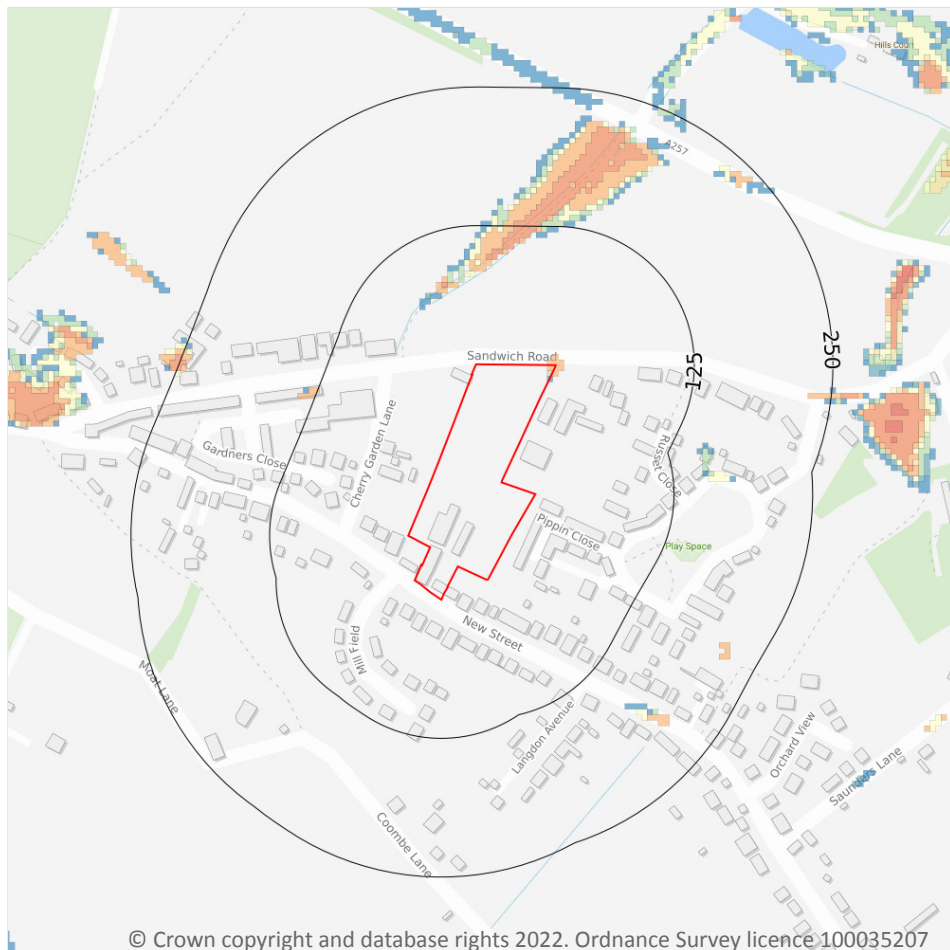 Hills Court
A257
250
Sandwich Road
125
Cherry Garden Lane
Gardners Close
Russet Close
Pippin Close
Play Space
New Street
Mill Field
Moat Lane
Langdon Avenue
Orchard View
Saunders Lane
Coombe Lane
© Crown copyright and database rights 2022. Ordnance Survey licence 100035207